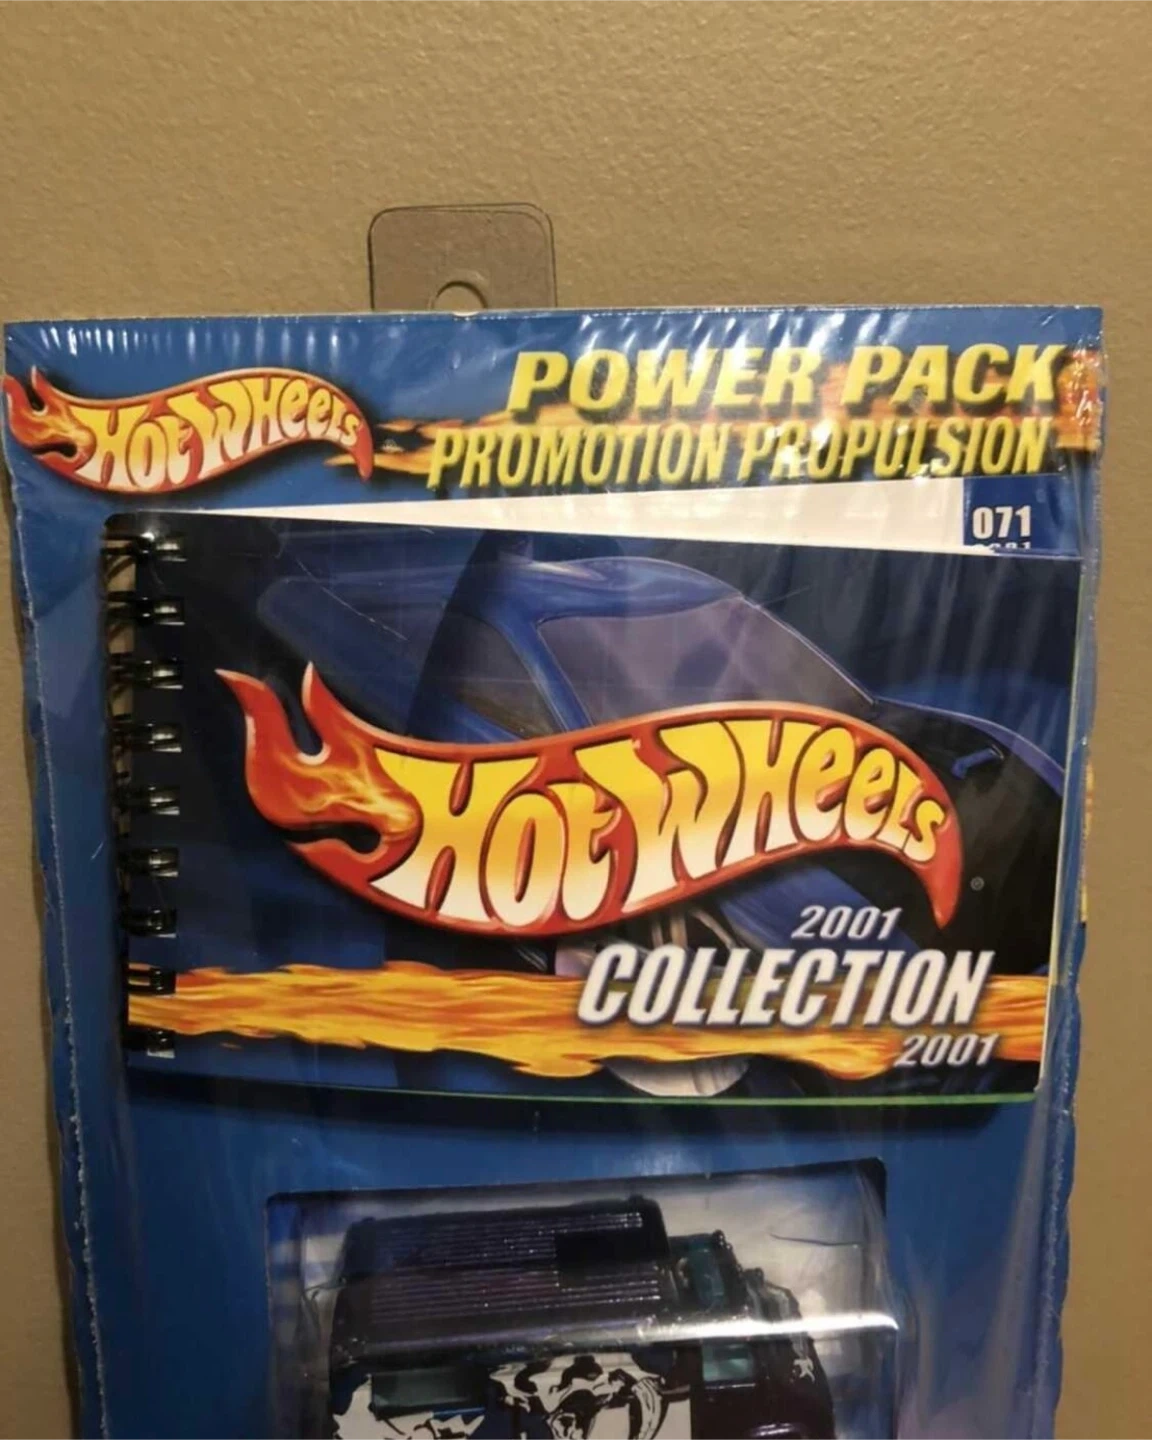 HOT WHEELS
POWER PACK
PROMOTION PROPULSION
071
HOT WHEELS
2001
COLLECTION
2001